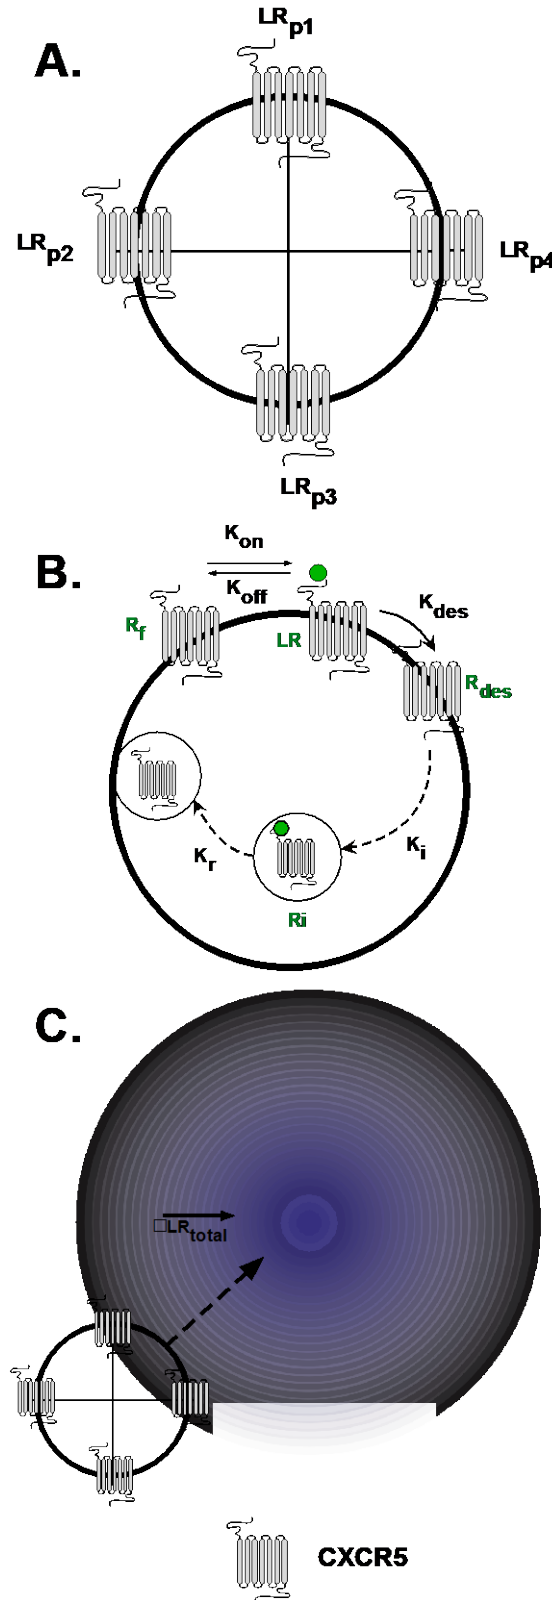 A.
LRp1
LRp2
LRp4
LRp3
B.
Kon
Koff
Rf
LR
Kdes
Rdes
Ki
Kr
Ri
C.
□LRtotal
CXCR5